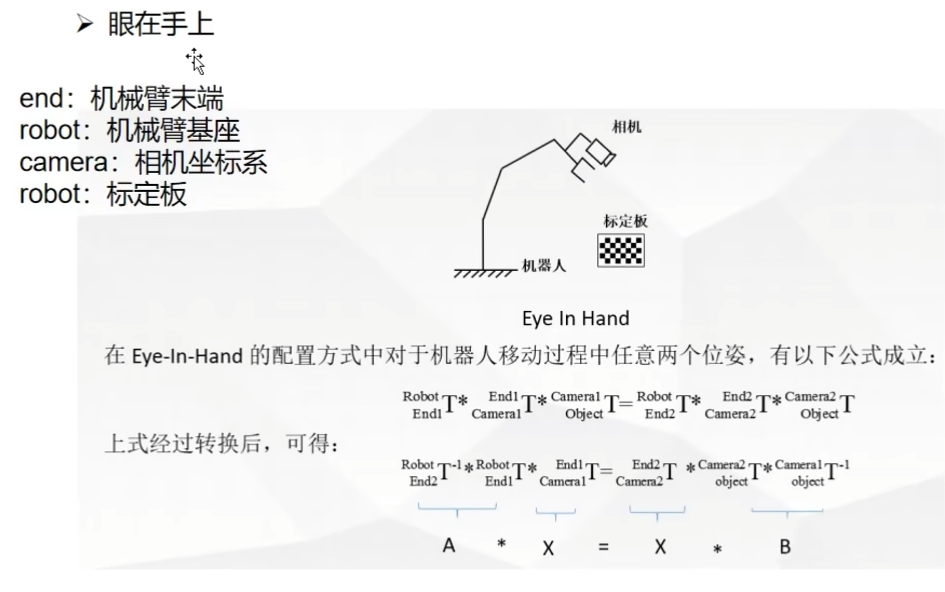 ➢ 眼在手上
end：机械臂末端
robot：机械臂基座
camera：相机坐标系
robot：标定板
相机
标定板
机器人
Eye In Hand
在 Eye-In-Hand 的配置方式中对于机器人移动过程中任意两个位姿，有以下公式成立：
Robot End1 T* End1 Camera1 T* Camera1 Object T= Robot End2 T* End2 Camera2 T* Camera2 Object T
上式经过转换后，可得：
Robot End2 T-1 * Robot End1 T* End1 Camera1 T= End2 Camera2 T * Camera2 object T* Camera1 object T-1
A * X = X * B